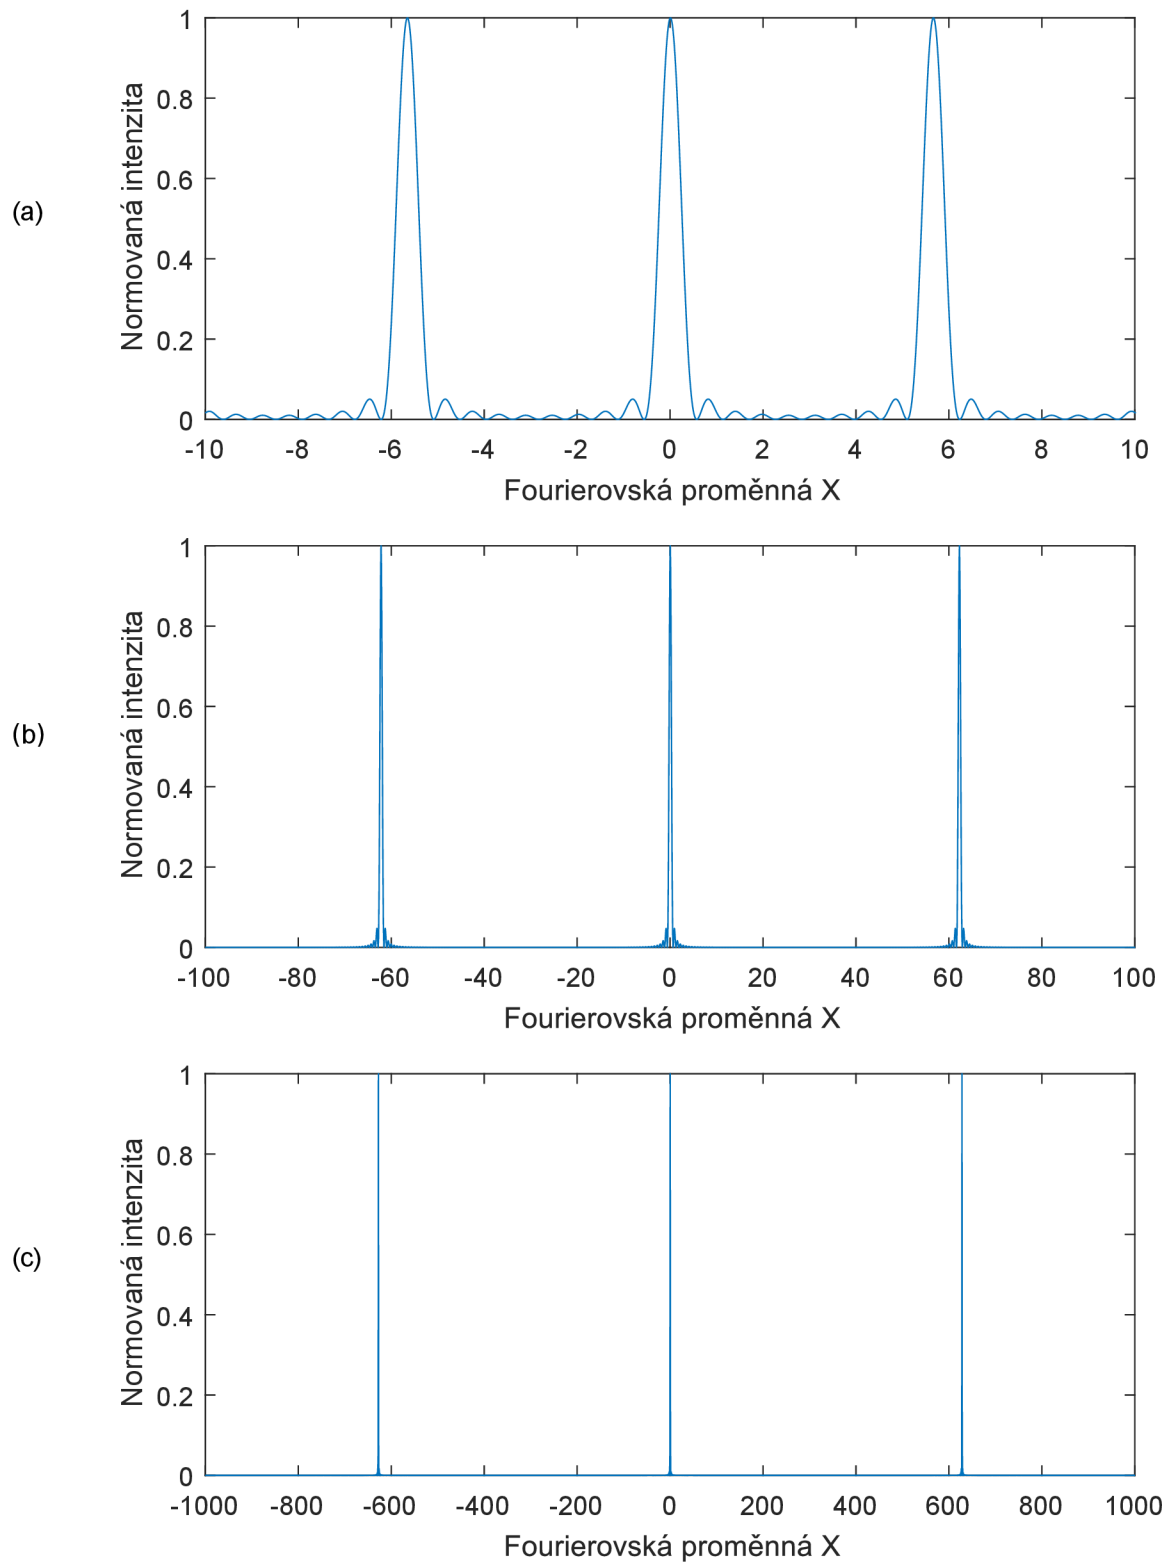 (a)
Normovaná intenzita
1
0.8
0.6
0.4
0.2
0
-10 -8 -6 -4 -2 0 2 4 6 8 10
Fourierovská proměnná X
(b)
Normovaná intenzita
1
0.8
0.6
0.4
0.2
0
-100 -80 -60 -40 -20 0 20 40 60 80 100
Fourierovská proměnná X
(c)
Normovaná intenzita
1
0.8
0.6
0.4
0.2
0
-1000 -800 -600 -400 -200 0 200 400 600 800 1000
Fourierovská proměnná X